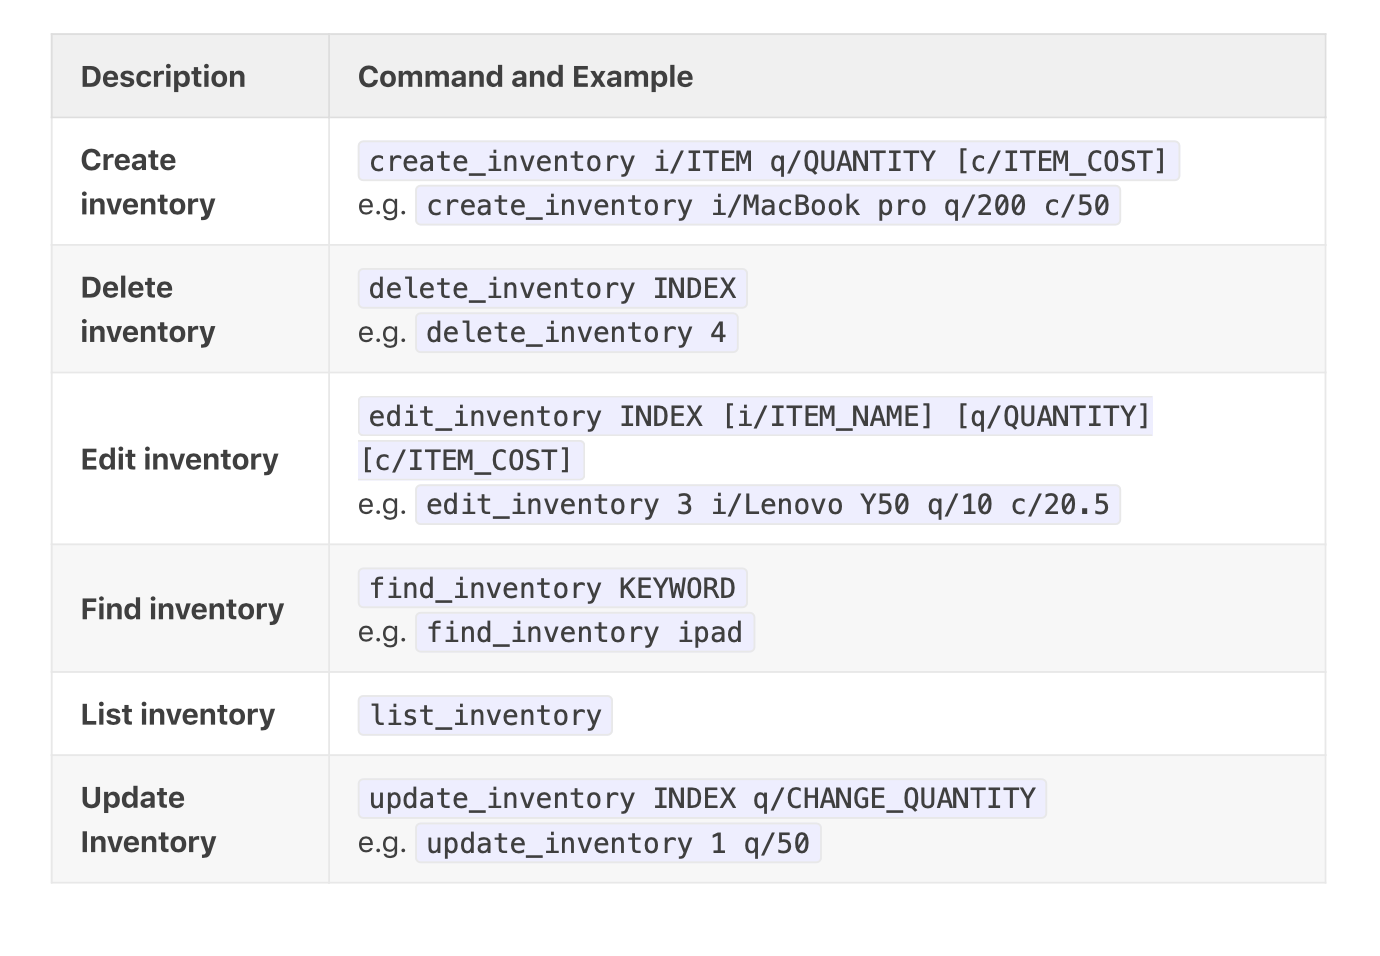 Description
Command and Example
Create
inventory
create_inventory i/ITEM q/QUANTITY [c/ITEM_COST]
e.g. create_inventory i/MacBook pro q/200 c/50
Delete
inventory
delete_inventory INDEX
e.g. delete_inventory 4
Edit inventory
edit_inventory INDEX [i/ITEM_NAME] [q/QUANTITY]
[c/ITEM_COST]
e.g. edit_inventory 3 i/Lenovo Y50 q/10 c/20.5
Find inventory
find_inventory KEYWORD
e.g. find_inventory ipad
List inventory
list_inventory
Update
Inventory
update_inventory INDEX q/CHANGE_QUANTITY
e.g. update_inventory 1 q/50